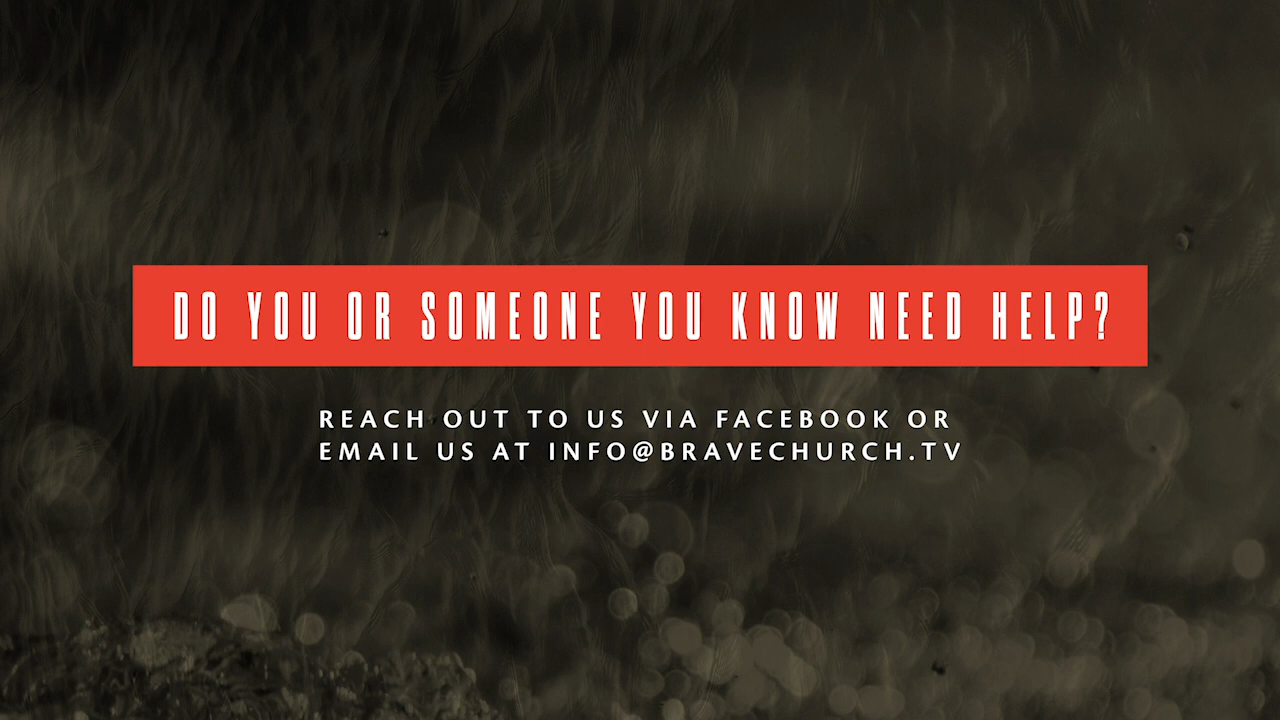 DO YOU OR SOMEONE YOU KNOW NEED HELP?
REACH OUT TO US VIA FACEBOOK OR
EMAIL US AT INFO@BRAVECHURCH.TV